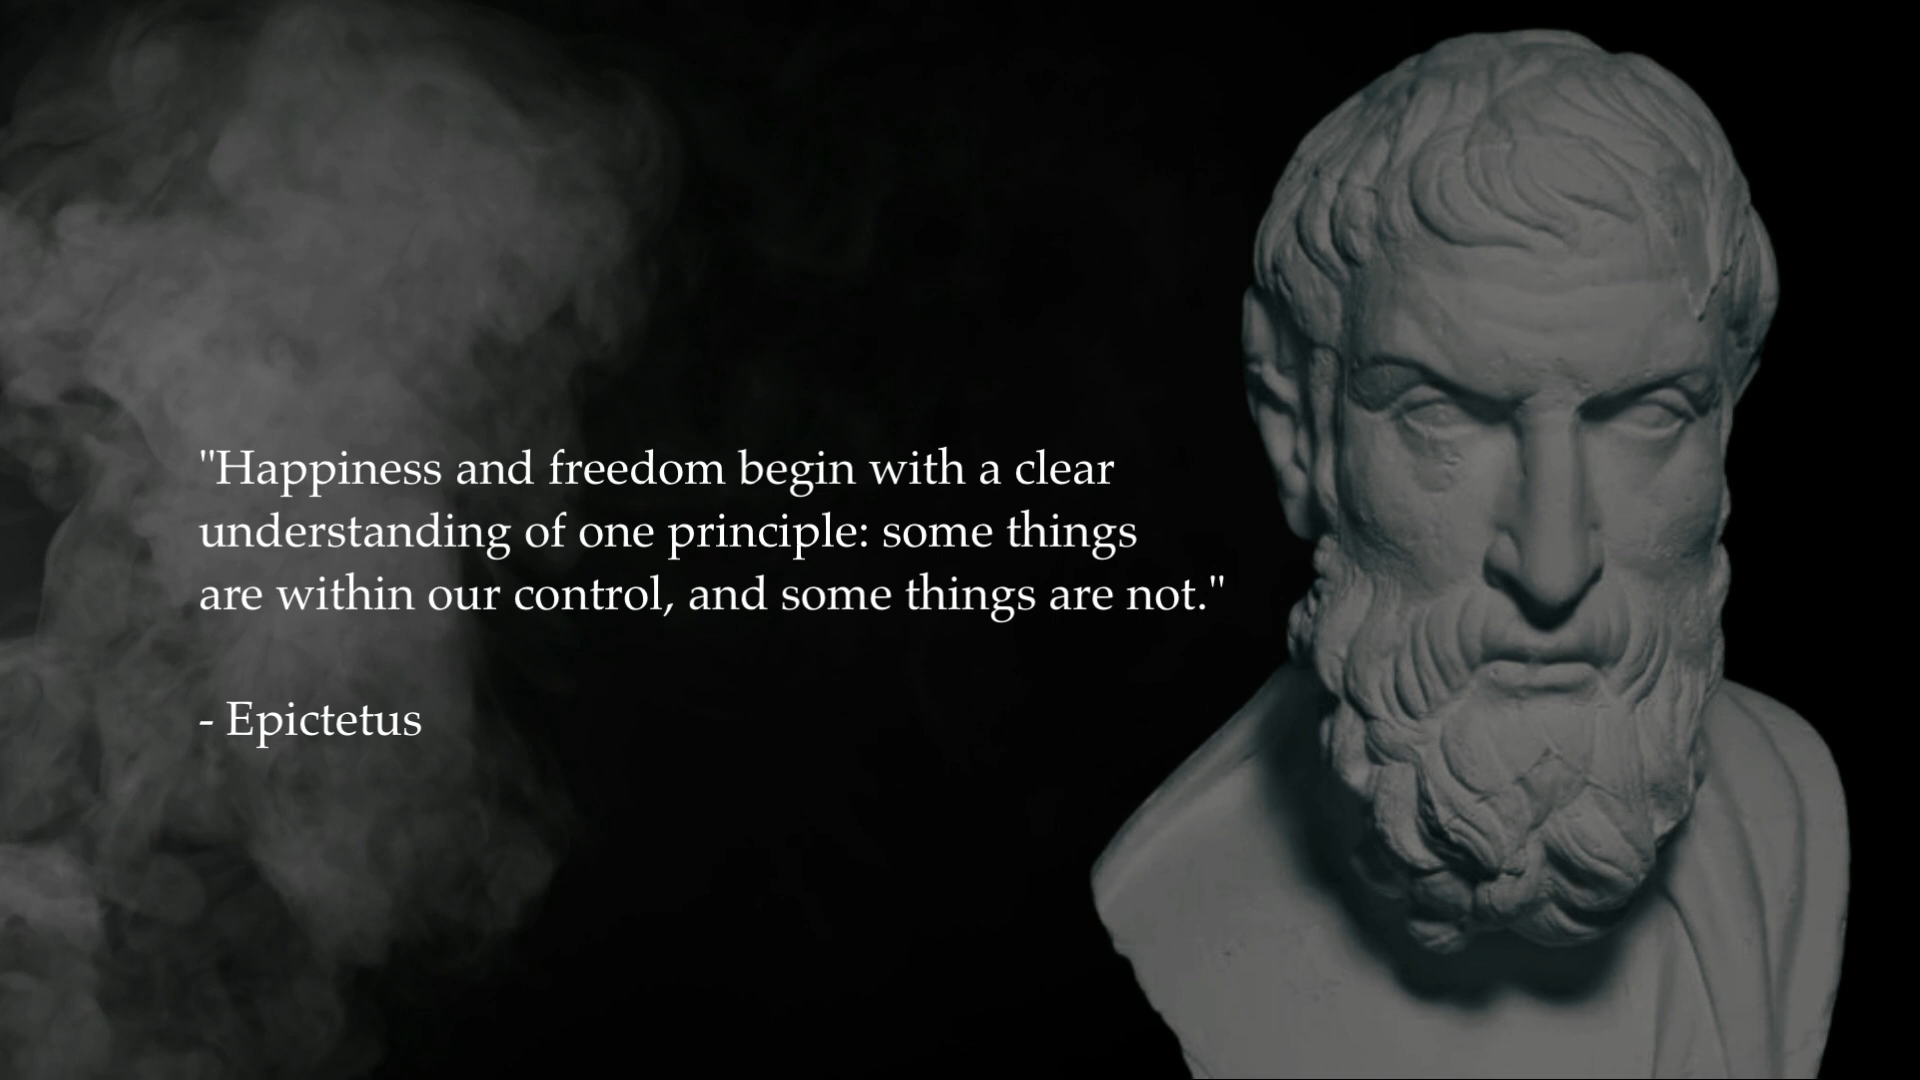 "Happiness and freedom begin with a clear
understanding of one principle: some things
are within our control, and some things are not."
- Epictetus